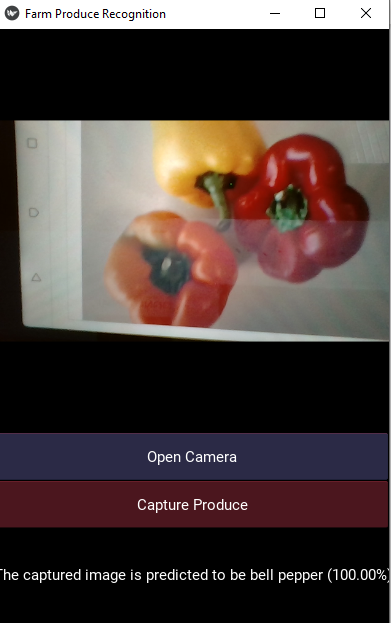 Farm Produce Recognition
Open Camera
Capture Produce
The captured image is predicted to be bell pepper (100.00%)